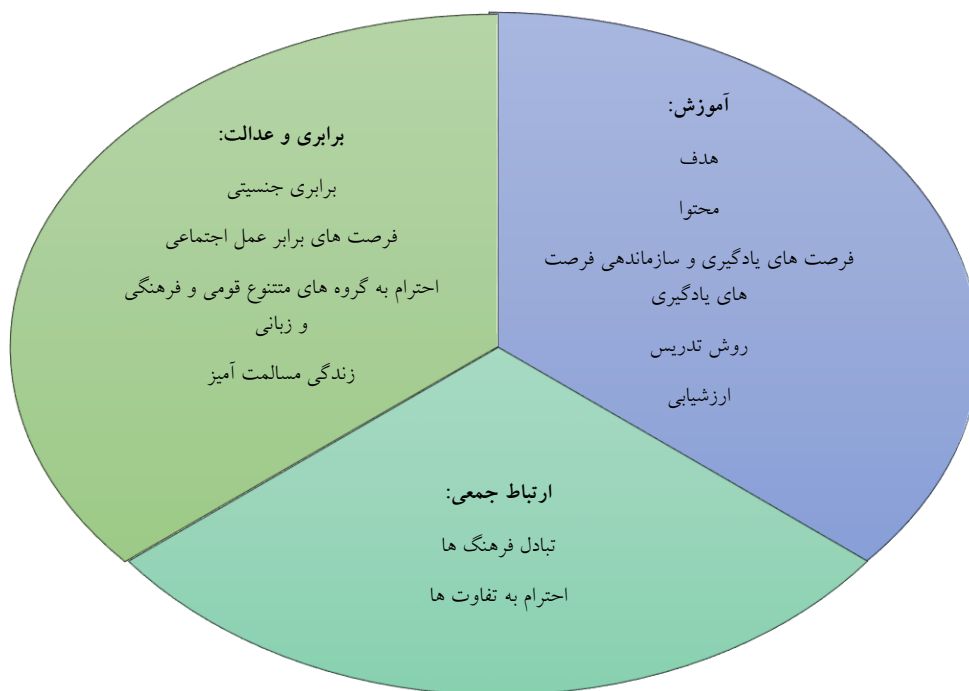 آموزش:
هدف
محتوا
فرصت های یادگیری و سازماندهی فرصت
های یادگیری
روش تدریس
ارزشیابی
برابری و عدالت:
برابری جنسیتی
فرصت های برابر عمل اجتماعی
احترام به گروه های متتنوع قومی و فرهنگی
و زبانی
زندگی مسالمت آمیز
ارتباط جمعی:
تبادل فرهنگ ها
احترام به تفاوت ها